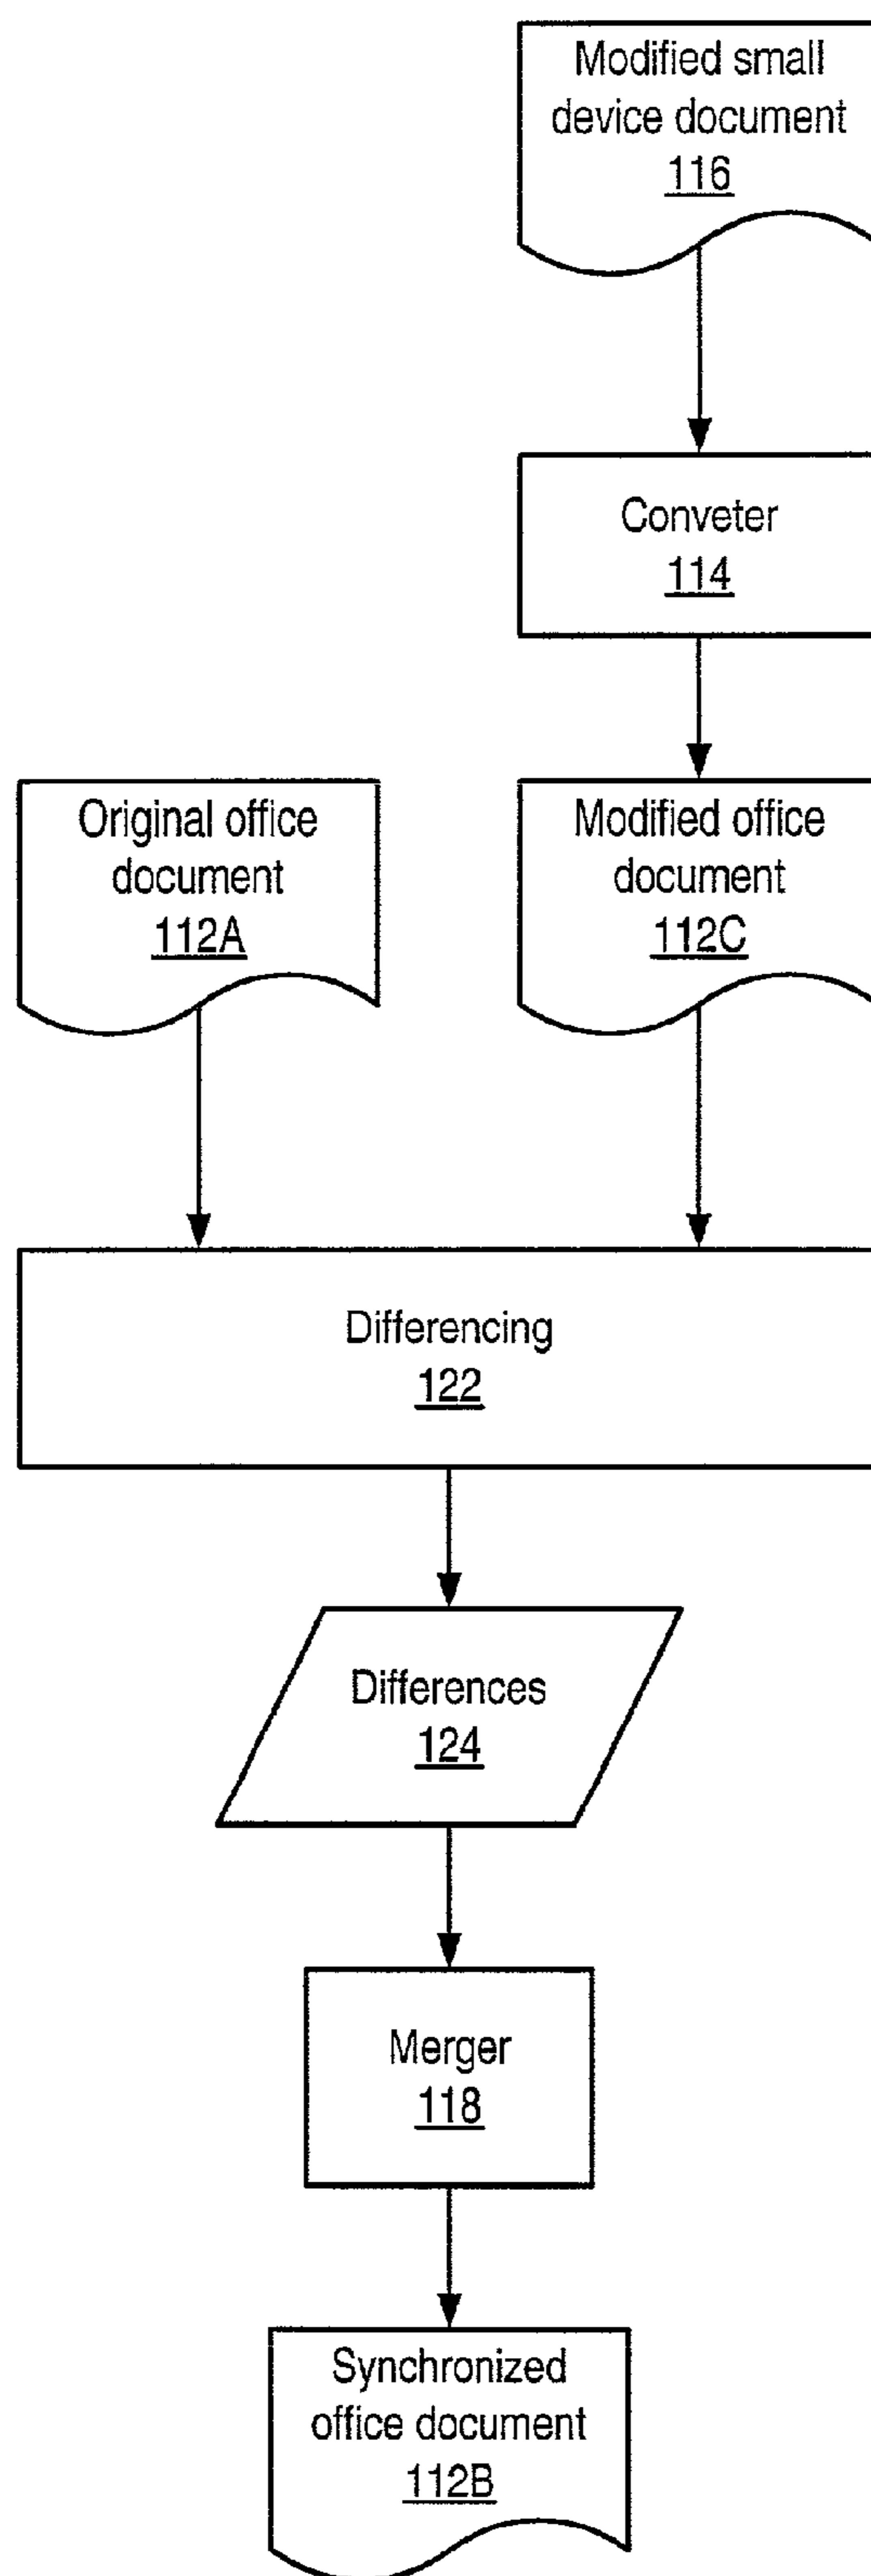 Modified small
device document
116
Conveter
114
Original office
document
112A
Modified office
document
112C
Differencing
122
Differences
124
Merger
118
Synchronized
office document
112B